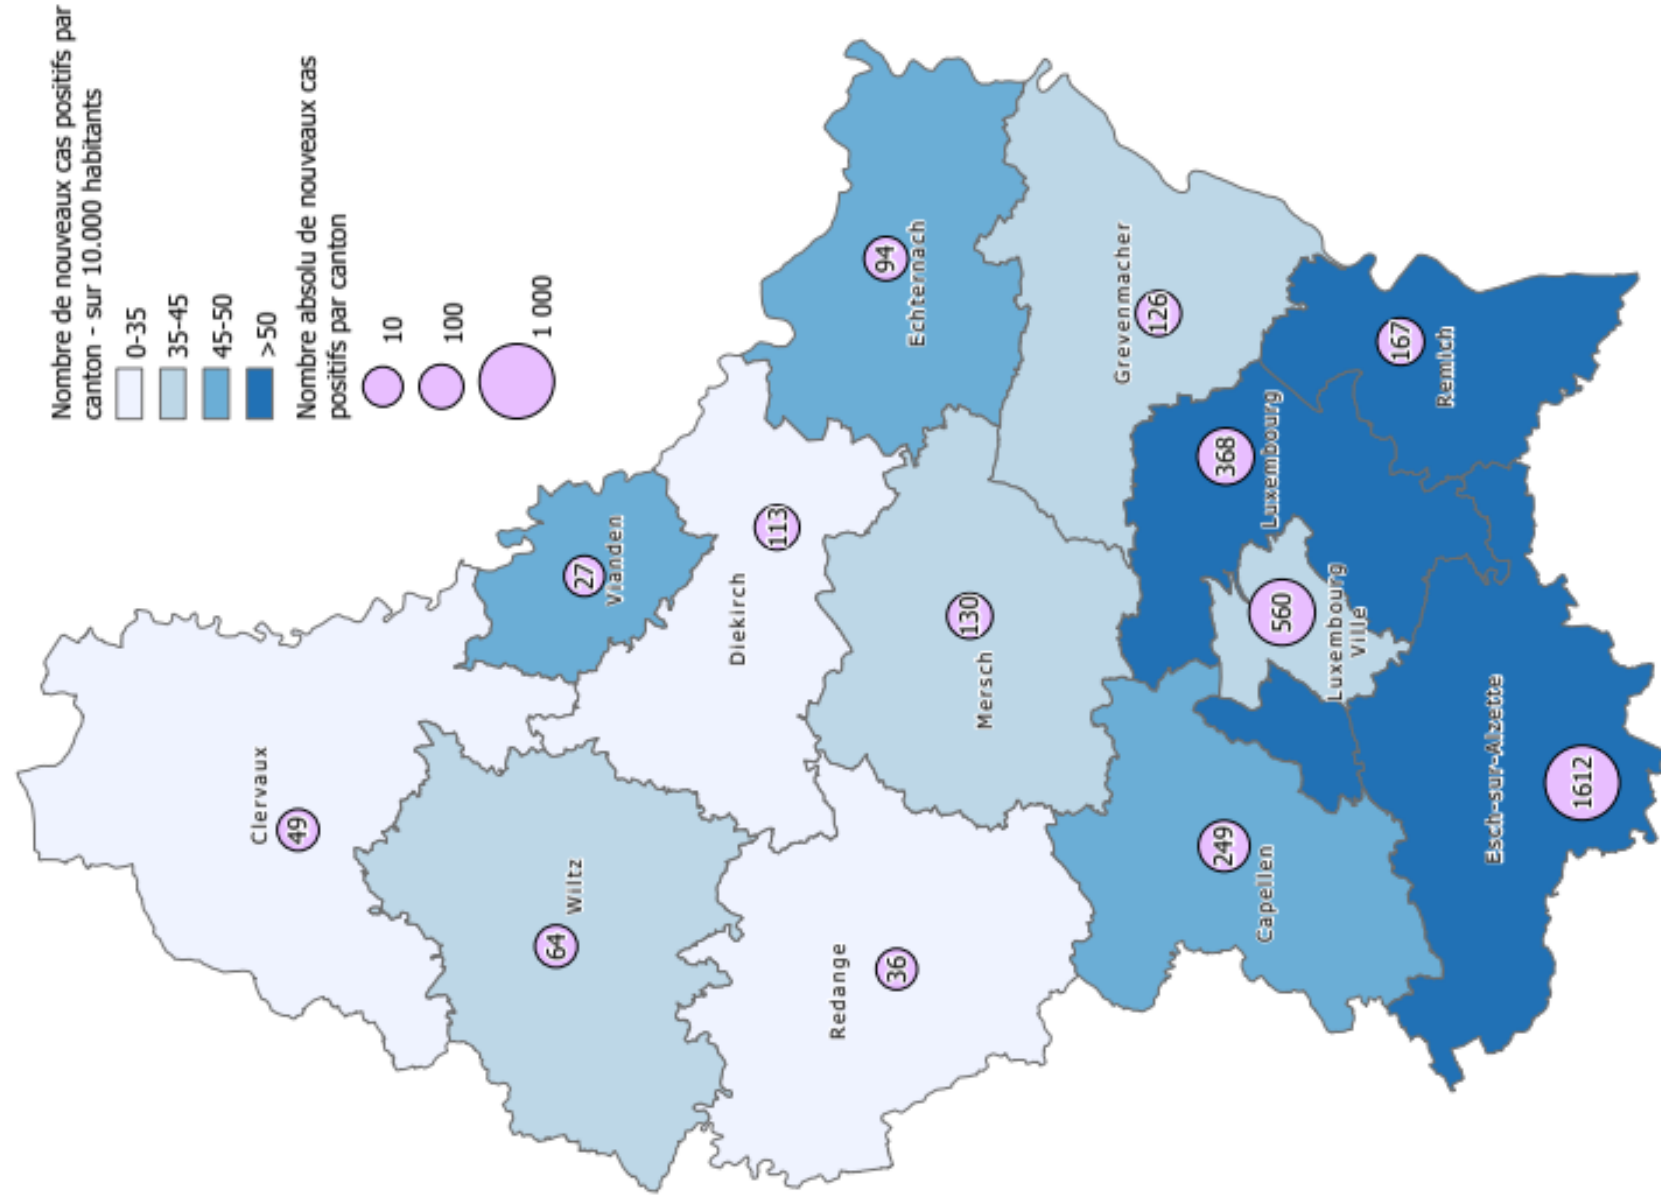 Nombre de nouveaux cas positifs par
canton - sur 10.000 habitants
0-35
35-45
45-50
>50
Nombre absolu de nouveaux cas
positifs par canton
10
100
1 000
Clervaux
49
Wiltz
64
Vianden
27
Diekirch
113
Redange
36
Mersch
130
Echternach
94
Grevenmacher
126
Capellen
249
Luxembourg
368
Luxembourg
Ville
560
Remich
167
Esch-sur-Alzette
1612